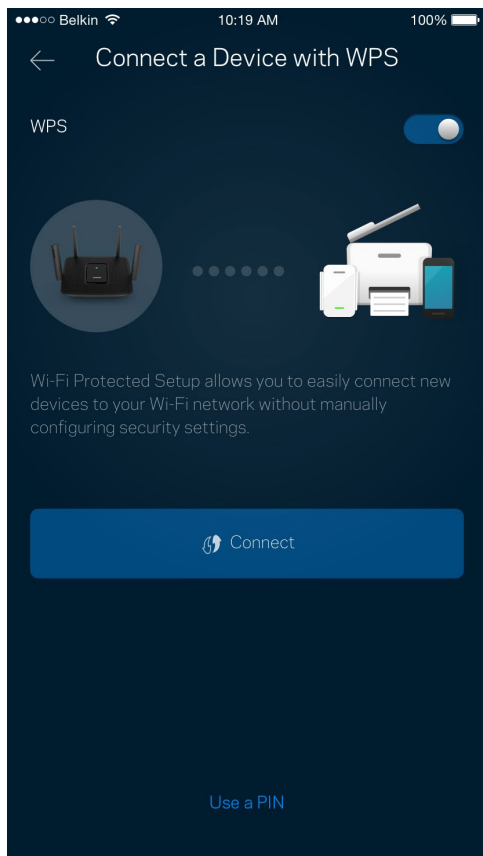 ●●●○○ Belkin 10:19 AM 100%
← Connect a Device with WPS
WPS
Wi-Fi Protected Setup allows you to easily connect new
devices to your Wi-Fi network without manually
configuring security settings.
Connect
Use a PIN